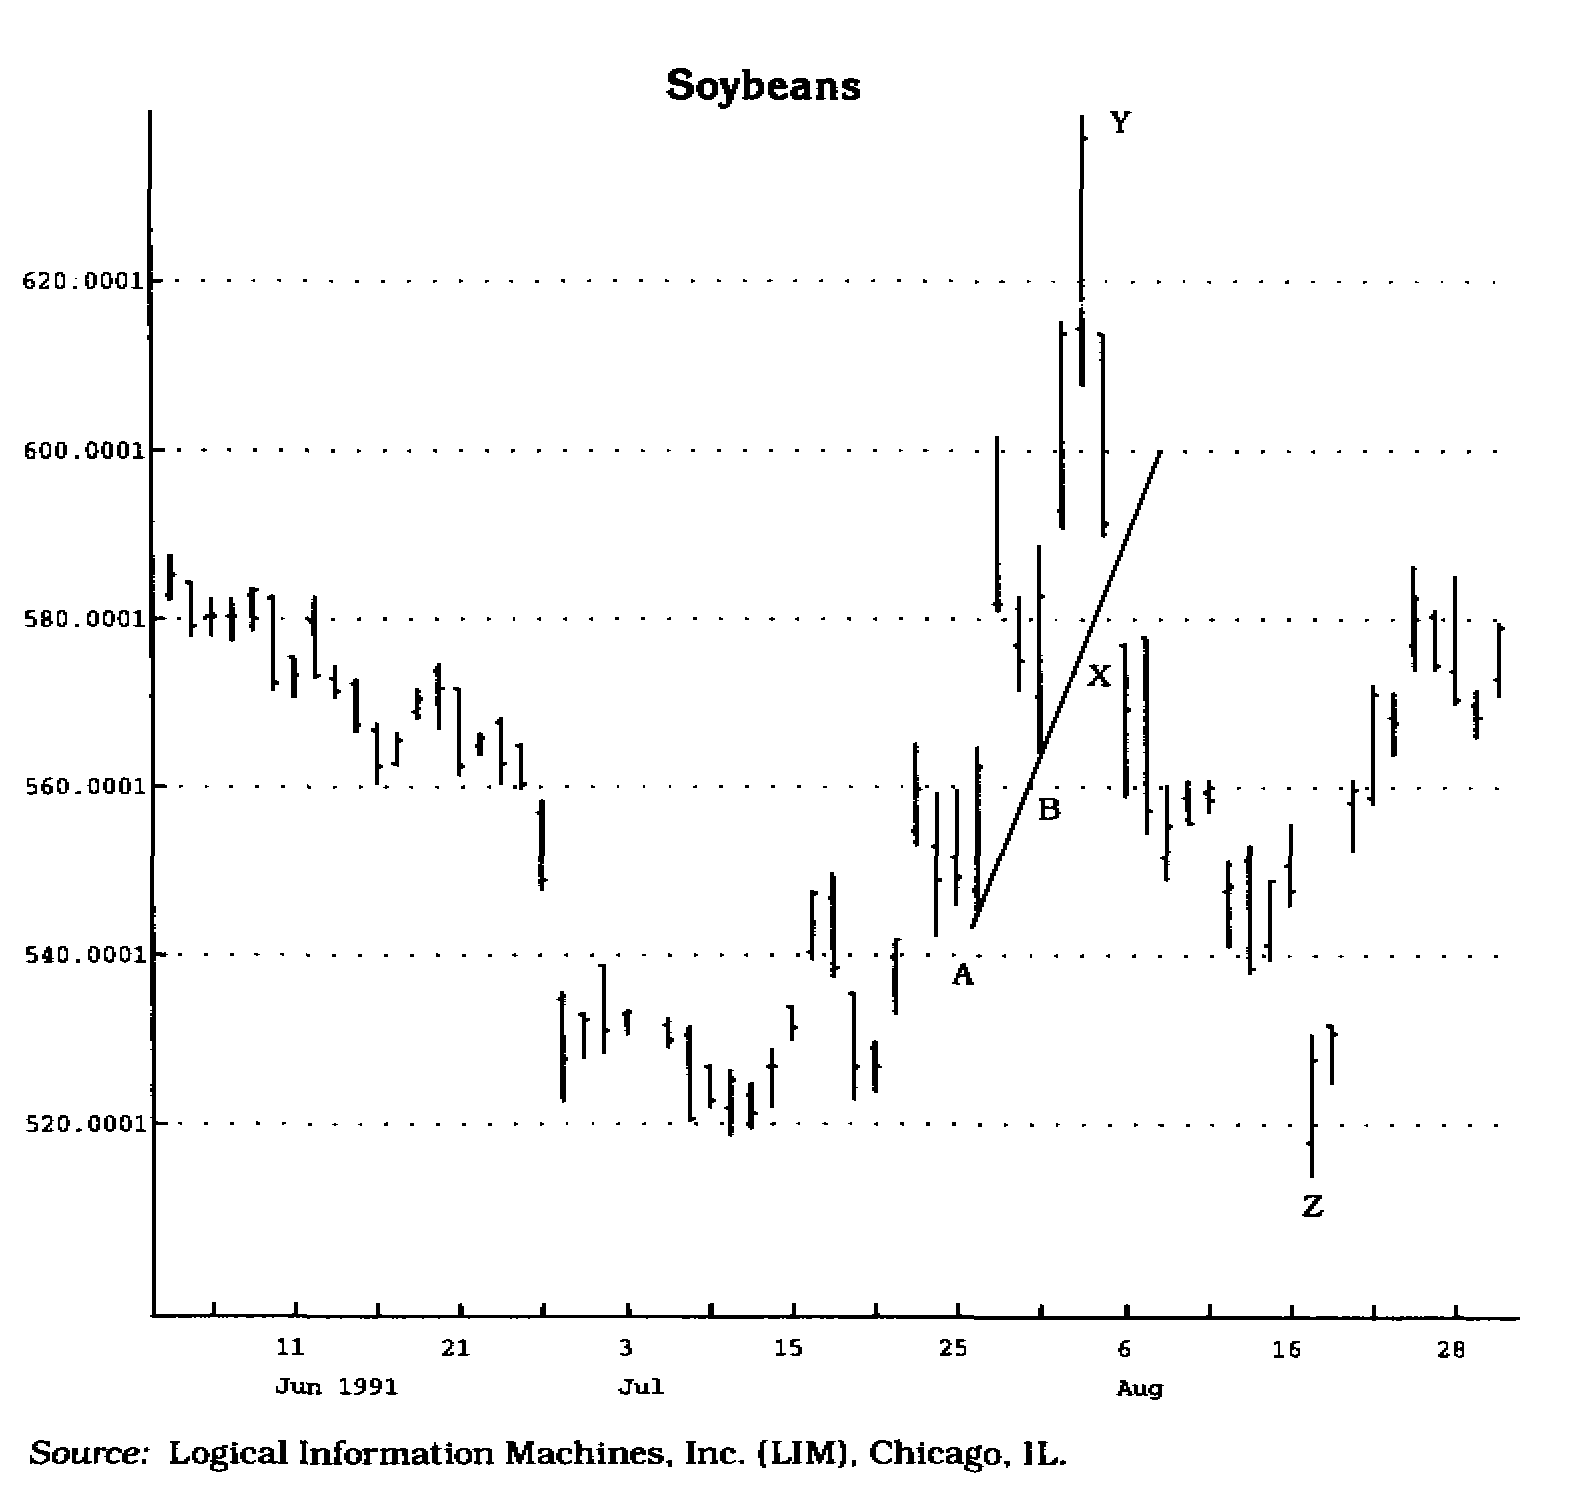 Soybeans
Y
620.0001
600.0001
580.0001
X
560.0001
B
540.0001
A
520.0001
Z
11 21 3 15 25 6 16 28
Jun 1991 Jul Aug
Source: Logical Information Machines, Inc. (LIM), Chicago, IL.